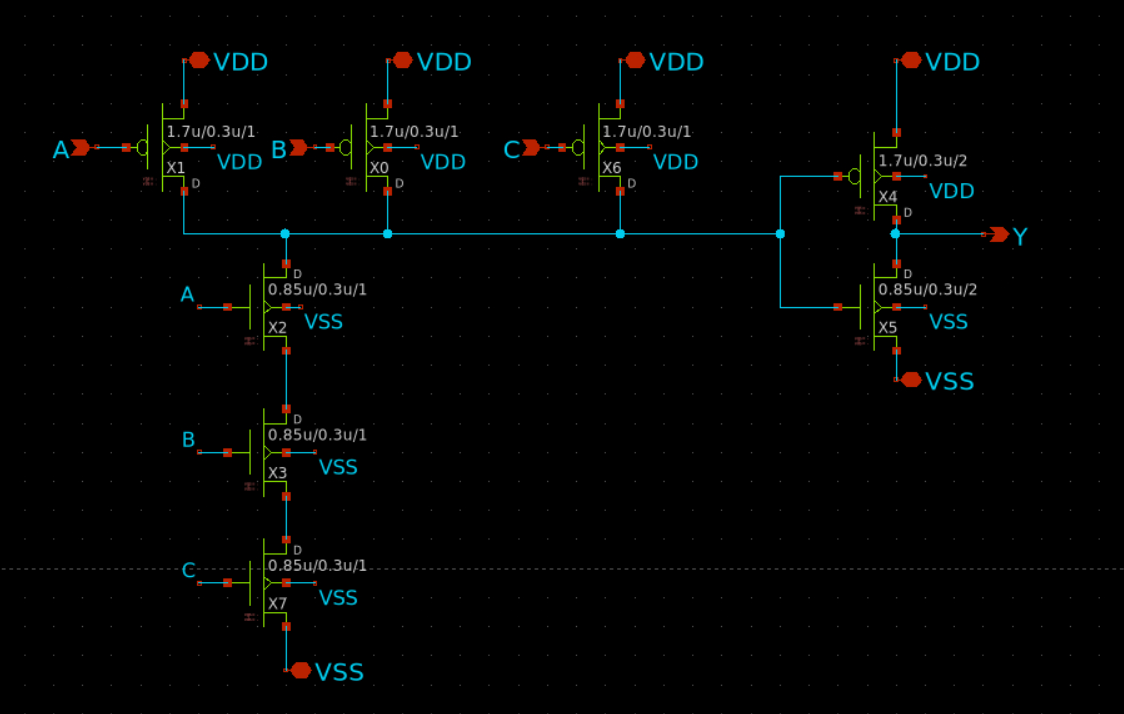 VDD VDD VDD VDD
A 1.7u/0.3u/1 B 1.7u/0.3u/1 C 1.7u/0.3u/1
VDD VDD VDD
X1 X0 X6
D D D
1.7u/0.3u/2
VDD
X4
D
Y
D D
A 0.85u/0.3u/1 0.85u/0.3u/2
VSS VSS
X2 X5
VSS
D
B 0.85u/0.3u/1
VSS
X3
D
C 0.85u/0.3u/1
VSS
X7
VSS